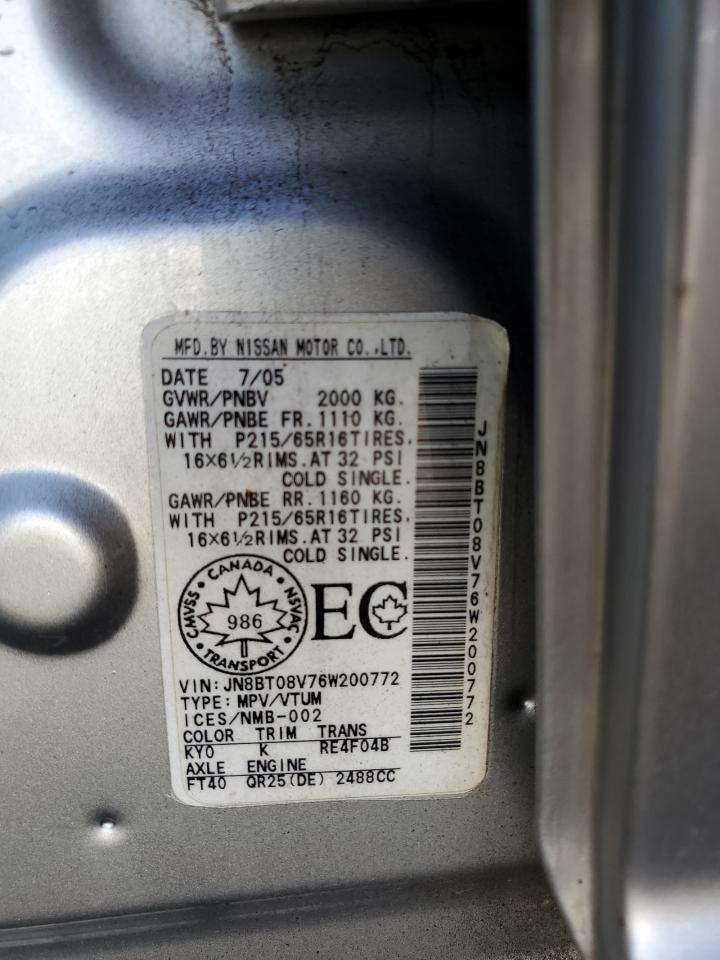 MFD.BY NISSAN MOTOR CO.,LTD.
DATE 7/05
GVWR/PNBV 2000 KG.
GAWR/PNBE FR. 1110 KG.
WITH P215/65R16TIRES.
16×6½RIMS.AT 32 PSI
COLD SINGLE.
GAWR/PNBE RR. 1160 KG.
WITH P215/65R16TIRES.
16×6½RIMS.AT 32 PSI
COLD SINGLE.
CMVSS • CANADA • NSVAC • TRANSPORT •
986
EC
VIN:JN8BT08V76W200772
TYPE:MPV/VTUM
ICES/NMB-002
COLOR TRIM TRANS
KY0 K RE4F04B
AXLE ENGINE
FT40 QR25(DE) 2488CC
JN8BT08V76W200772